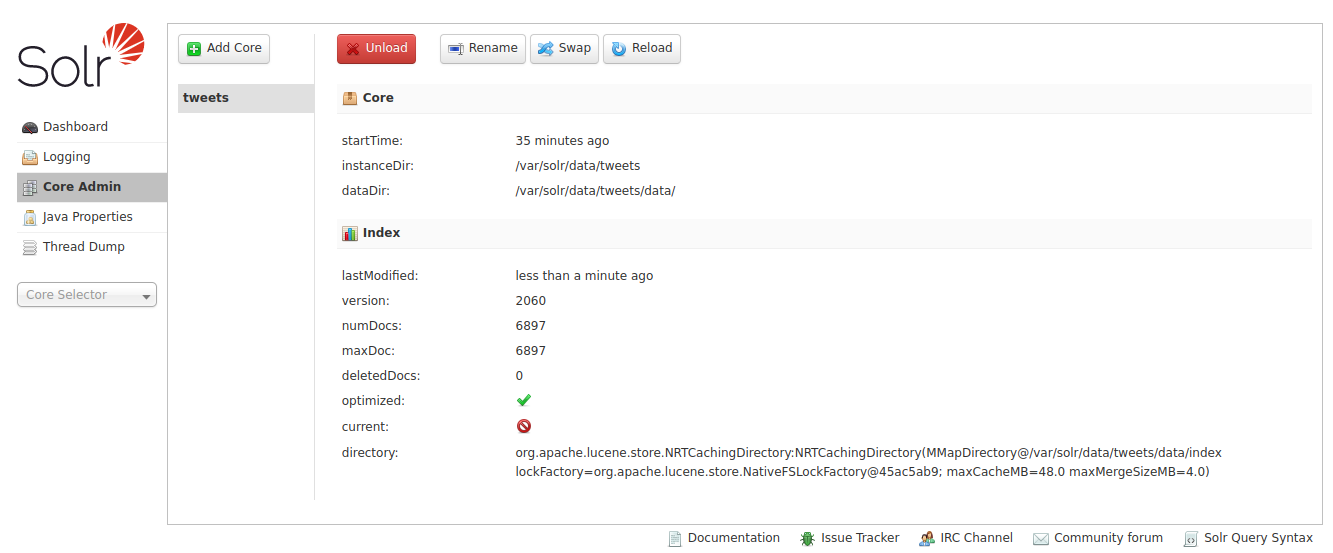 Solr
Dashboard
Logging
Core Admin
Java Properties
Thread Dump
Core Selector
Add Core
tweets
Unload Rename Swap Reload
Core
startTime: 35 minutes ago
instanceDir: /var/solr/data/tweets
dataDir: /var/solr/data/tweets/data/
Index
lastModified: less than a minute ago
version: 2060
numDocs: 6897
maxDoc: 6897
deletedDocs: 0
optimized:
current:
directory: org.apache.lucene.store.NRTCachingDirectory:NRTCachingDirectory(MMapDirectory@/var/solr/data/tweets/data/index
lockFactory=org.apache.lucene.store.NativeFSLockFactory@45ac5ab9; maxCacheMB=48.0 maxMergeSizeMB=4.0)
Documentation Issue Tracker IRC Channel Community forum Solr Query Syntax